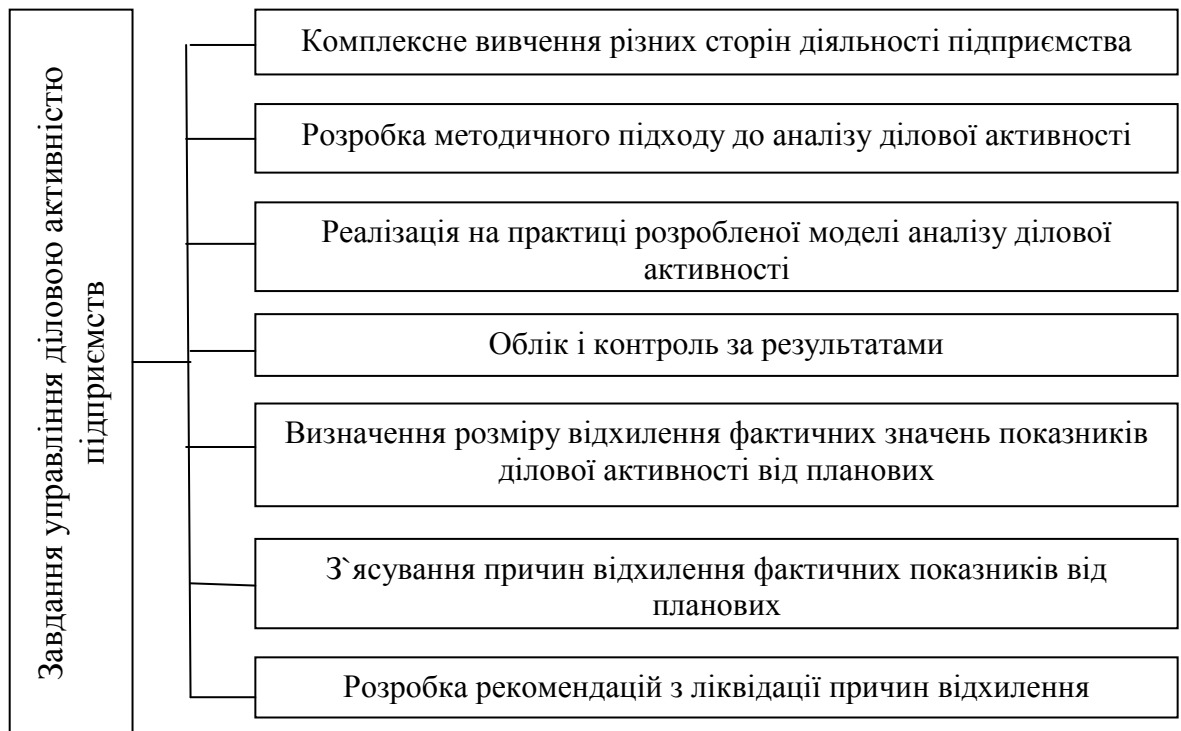 Завдання управління діловою активністю
підприємств
Комплексне вивчення різних сторін діяльності підприємства
Розробка методичного підходу до аналізу ділової активності
Реалізація на практиці розробленої моделі аналізу ділової
активності
Облік і контроль за результатами
Визначення розміру відхилення фактичних значень показників
ділової активності від планових
З`ясування причин відхилення фактичних показників від
планових
Розробка рекомендацій з ліквідації причин відхилення